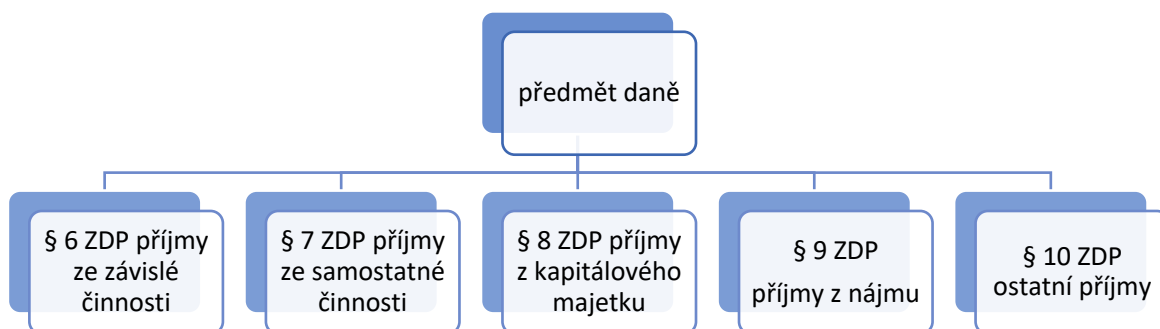 předmět daně
§ 6 ZDP příjmy
ze závislé
činnosti
§ 7 ZDP příjmy
ze samostatné
činnosti
§ 8 ZDP příjmy
z kapitálového
majetku
§ 9 ZDP
příjmy z nájmu
§ 10 ZDP
ostatní příjmy